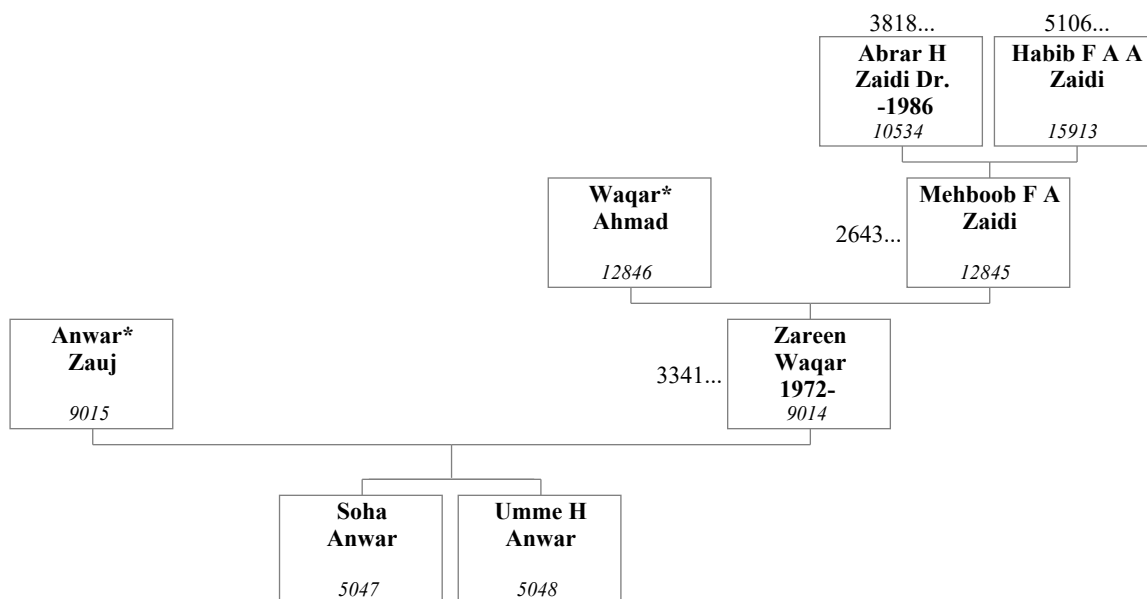 3818...
5106...
Abrar H
Zaidi Dr.
-1986
10534
Habib F A A
Zaidi
15913
Waqar*
Ahmad
12846
2643...
Mehboob F A
Zaidi
12845
Anwar*
Zauj
9015
3341...
Zareen
Waqar
1972-
9014
Soha
Anwar
5047
Umme H
Anwar
5048